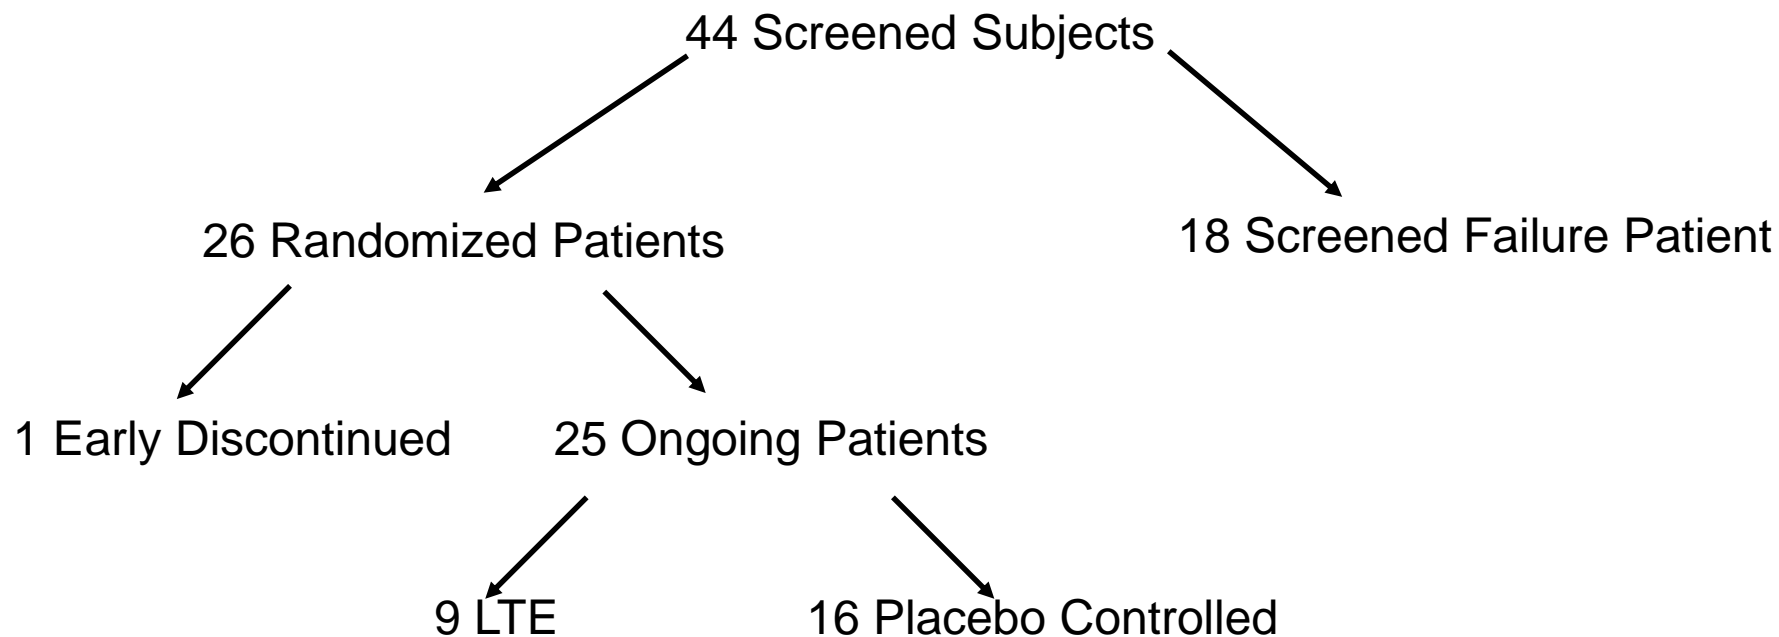 44 Screened Subjects
26 Randomized Patients
18 Screened Failure Patient
1 Early Discontinued
25 Ongoing Patients
9 LTE
16 Placebo Controlled